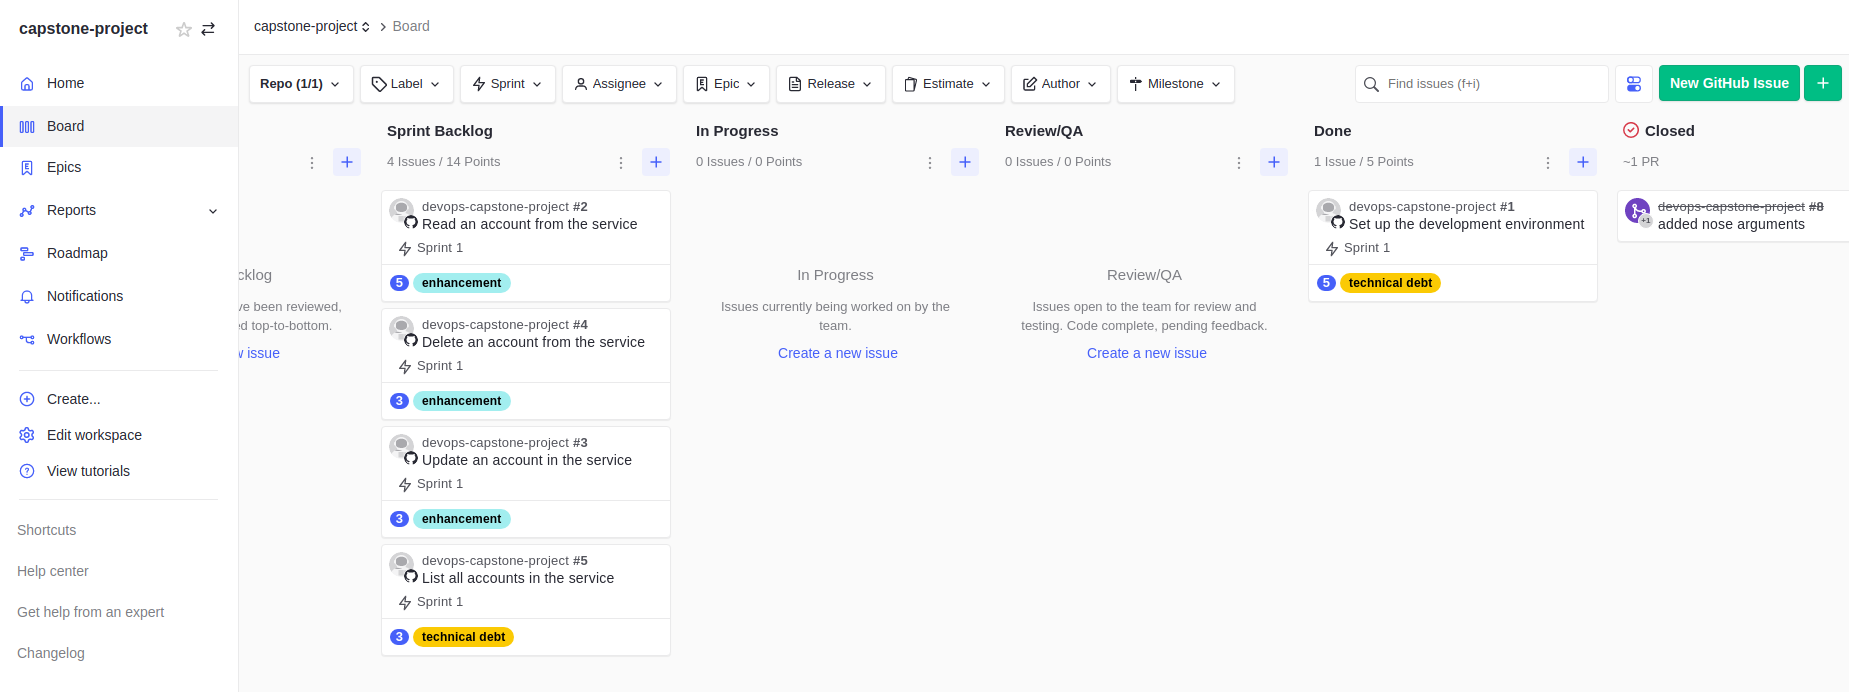 capstone-project
Home
Board
Epics
Reports
Roadmap
Notifications
Workflows
Create...
Edit workspace
View tutorials
Shortcuts
Help center
Get help from an expert
Changelog
capstone-project > Board
Repo (1/1) Label Sprint Assignee Epic Release Estimate Author Milestone
Find issues (f+i)
New GitHub Issue
+
cklog
ve been reviewed,
ed top-to-bottom.
w issue
Sprint Backlog
4 Issues / 14 Points
devops-capstone-project #2
Read an account from the service
Sprint 1
5 enhancement
devops-capstone-project #4
Delete an account from the service
Sprint 1
3 enhancement
devops-capstone-project #3
Update an account in the service
Sprint 1
3 enhancement
devops-capstone-project #5
List all accounts in the service
Sprint 1
3 technical debt
In Progress
0 Issues / 0 Points
In Progress
Issues currently being worked on by the
team.
Create a new issue
Review/QA
0 Issues / 0 Points
Review/QA
Issues open to the team for review and
testing. Code complete, pending feedback.
Create a new issue
Done
1 Issue / 5 Points
devops-capstone-project #1
Set up the development environment
Sprint 1
5 technical debt
Closed
~1 PR
devops-capstone-project #8
+1
added nose arguments